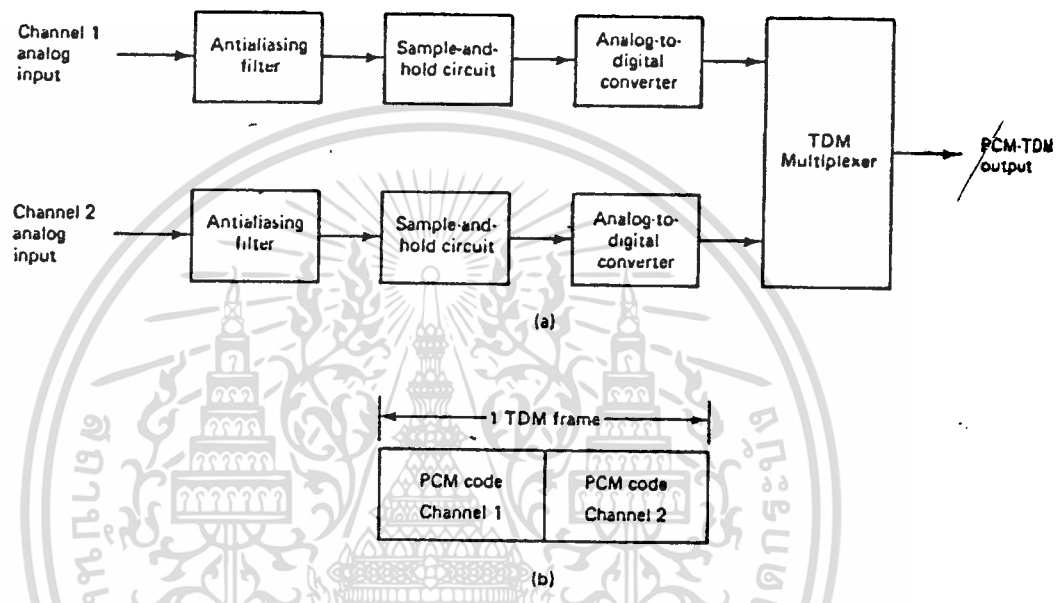 Channel 1
analog
input
Antialiasing
filter
Sample-and-
hold circuit
Analog-to-
digital
converter
TDM
Multiplexer
PCM-TDM
output
Channel 2
analog
input
Antialiasing
filter
Sample-and-
hold circuit
Analog-to-
digital
converter
(a)
1 TDM frame
PCM code
Channel 1
PCM code
Channel 2
(b)